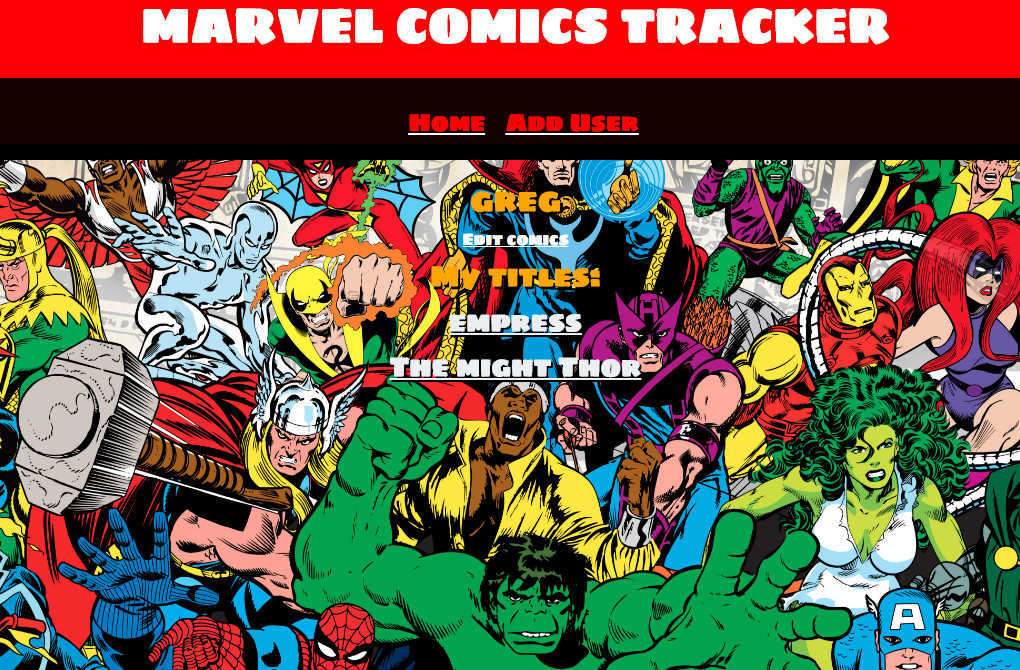 MARVEL COMICS TRACKER
Home Add User
Greg
Edit comics
My titles:
empress
The might Thor
A